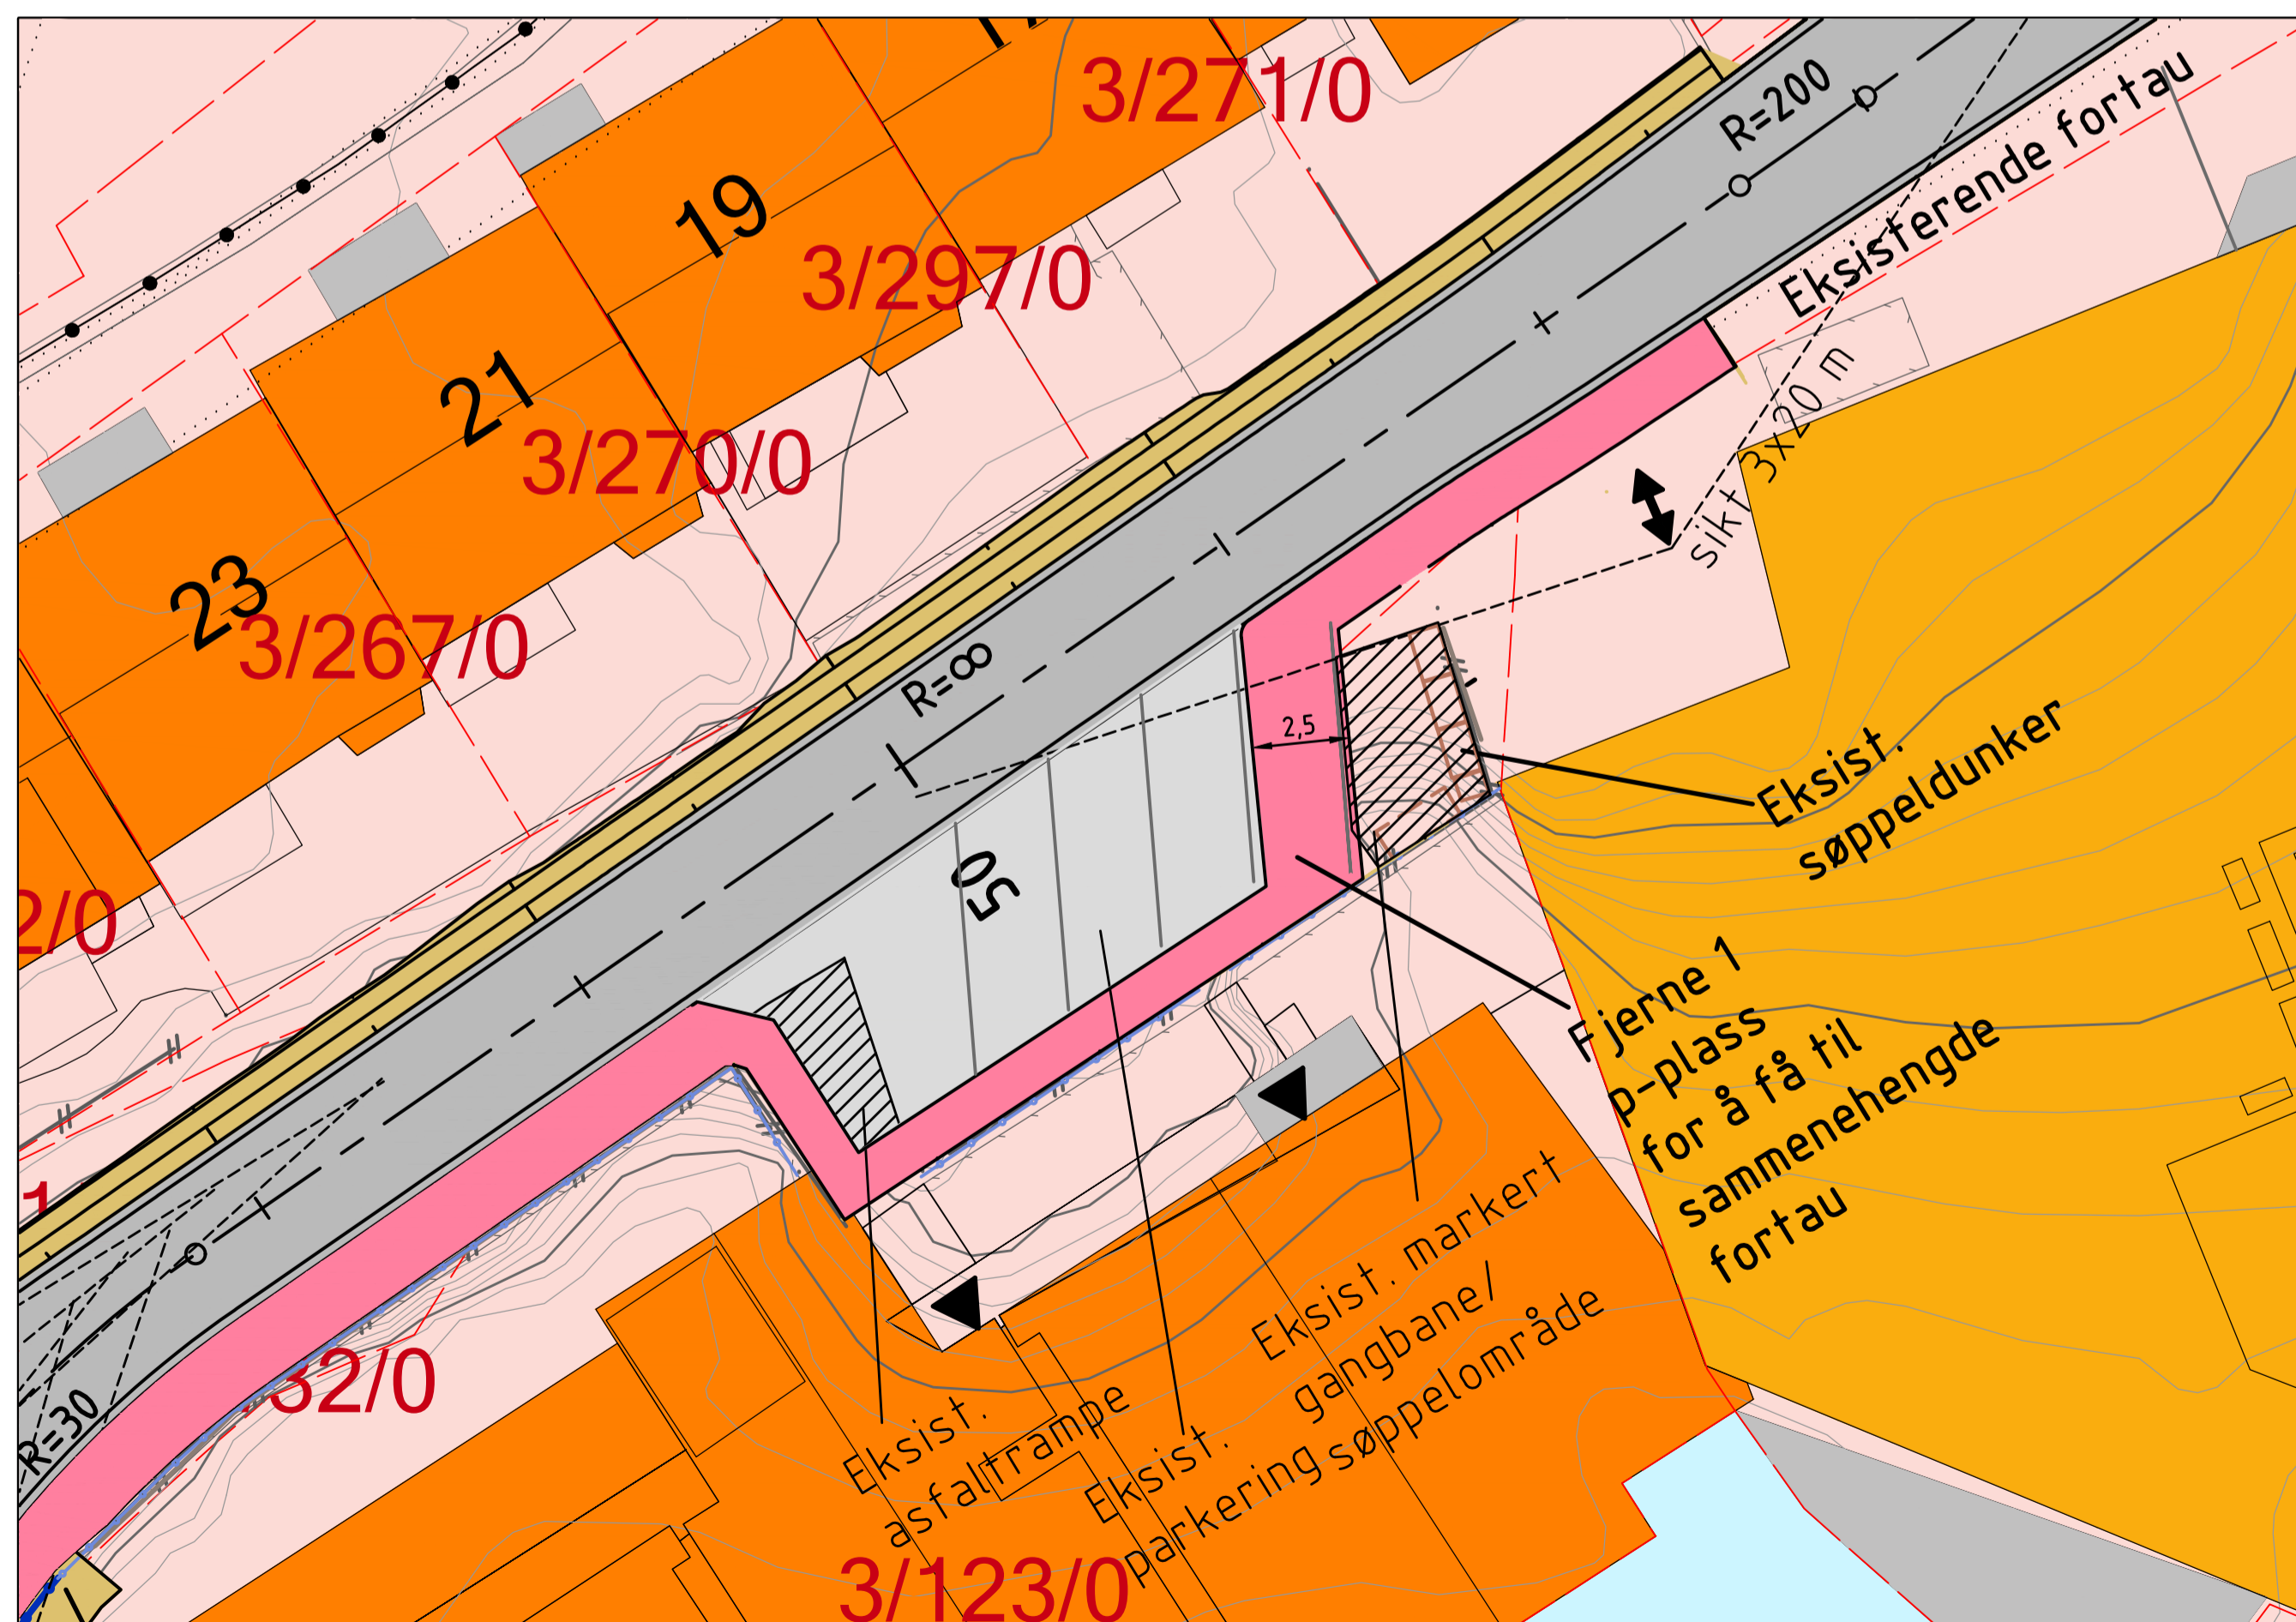 3/271/0
R=200
Eksisterende fortau
19
3/297/0
21
3/270/0
sikt 3x20 m
23
3/267/0
R=∞
2,5
Eksist.
søppeldunker
50
2/0
Fjerne 1
p-plass
for å få til
sammenehengde
fortau
1
32/0
R=30
Eksist. markert
gangbane/
søppelområde
Eksist.
asfaltrampe
Eksist.
parkering
3/123/0